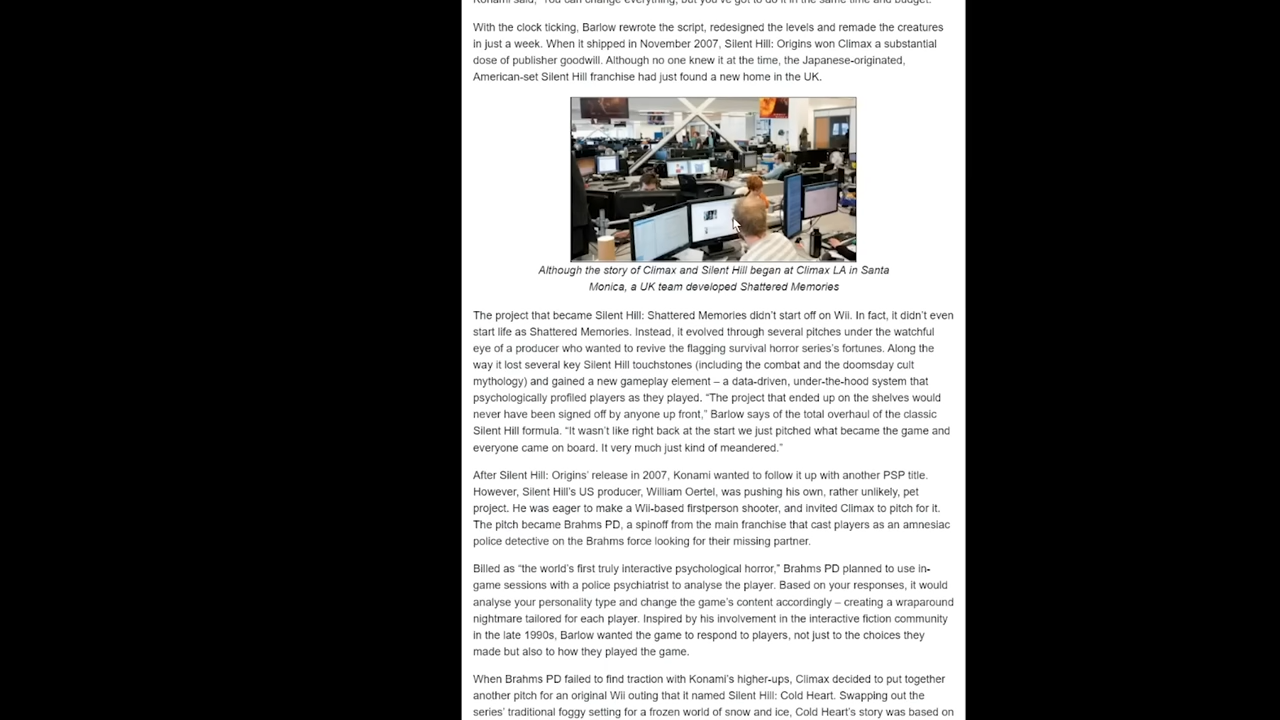 Konami said, "You can change everything, but you've got to do it in the same time and budget."
With the clock ticking, Barlow rewrote the script, redesigned the levels and remade the creatures
in just a week. When it shipped in November 2007, Silent Hill: Origins won Climax a substantial
dose of publisher goodwill. Although no one knew it at the time, the Japanese-originated,
American-set Silent Hill franchise had just found a new home in the UK.
Although the story of Climax and Silent Hill began at Climax LA in Santa
Monica, a UK team developed Shattered Memories
The project that became Silent Hill: Shattered Memories didn’t start off on Wii. In fact, it didn’t even
start life as Shattered Memories. Instead, it evolved through several pitches under the watchful
eye of a producer who wanted to revive the flagging survival horror series’s fortunes. Along the
way it lost several key Silent Hill touchstones (including the combat and the doomsday cult
mythology) and gained a new gameplay element – a data-driven, under-the-hood system that
psychologically profiled players as they played. “The project that ended up on the shelves would
never have been signed off by anyone up front,” Barlow says of the total overhaul of the classic
Silent Hill formula. “It wasn’t like right back at the start we just pitched what became the game and
everyone came on board. It very much just kind of meandered.”
After Silent Hill: Origins’ release in 2007, Konami wanted to follow it up with another PSP title.
However, Silent Hill’s US producer, William Oertel, was pushing his own, rather unlikely, pet
project. He was eager to make a Wii-based firstperson shooter, and invited Climax to pitch for it.
The pitch became Brahms PD, a spinoff from the main franchise that cast players as an amnesiac
police detective on the Brahms force looking for their missing partner.
Billed as “the world’s first truly interactive psychological horror,” Brahms PD planned to use in-
game sessions with a police psychiatrist to analyse the player. Based on your responses, it would
analyse your personality type and change the game’s content accordingly – creating a wraparound
nightmare tailored for each player. Inspired by his involvement in the interactive fiction community
in the late 1990s, Barlow wanted the game to respond to players, not just to the choices they
made but also to how they played the game.
When Brahms PD failed to find traction with Konami’s higher-ups, Climax decided to put together
another pitch for an original Wii outing that it named Silent Hill: Cold Heart. Swapping out the
series’ traditional foggy setting for a frozen world of snow and ice, Cold Heart’s story was based on